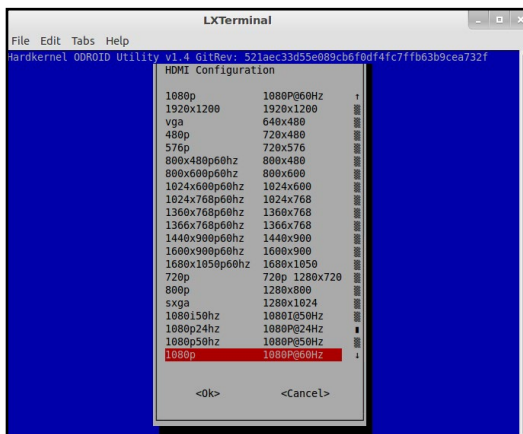 LXTerminal
File Edit Tabs Help
Hardkernel ODROID Utility v1.4 GitRev: 521aec33d55e089cb6f0df4fc7ffb63b9cea732f
HDMI Configuration
1080p 1080P@60Hz
1920x1200 1920x1200
vga 640x480
480p 720x480
576p 720x576
800x480p60hz 800x480
800x600p60hz 800x600
1024x600p60hz 1024x600
1024x768p60hz 1024x768
1360x768p60hz 1360x768
1366x768p60hz 1366x768
1440x900p60hz 1440x900
1600x900p60hz 1600x900
1680x1050p60hz 1680x1050
720p 720p 1280x720
800p 1280x800
sxga 1280x1024
1080i50hz 1080I@50Hz
1080p24hz 1080P@24Hz
1080p50hz 1080P@50Hz
1080p 1080P@60Hz
<Ok> <Cancel>